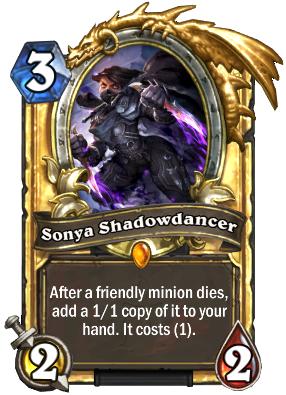 3
Sonya Shadowdancer
After a friendly minion dies,
add a 1/1 copy of it to your
hand. It costs (1).
2
2